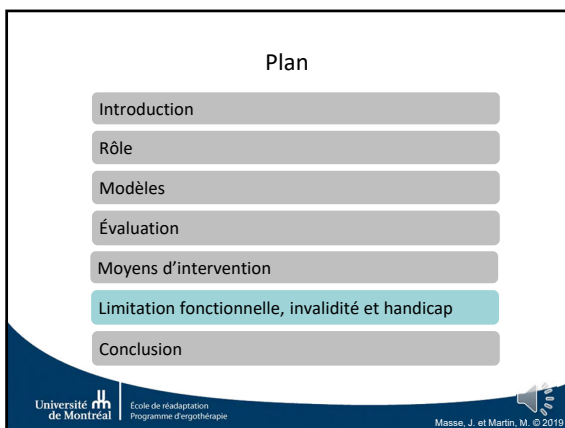 Plan
Introduction
Rôle
Modèles
Évaluation
Moyens d'intervention
Limitation fonctionnelle, invalidité et handicap
Conclusion
Université
de Montréal
École de réadaptation
Programme d'ergothérapie
Masse, J. et Martin, M. © 2019